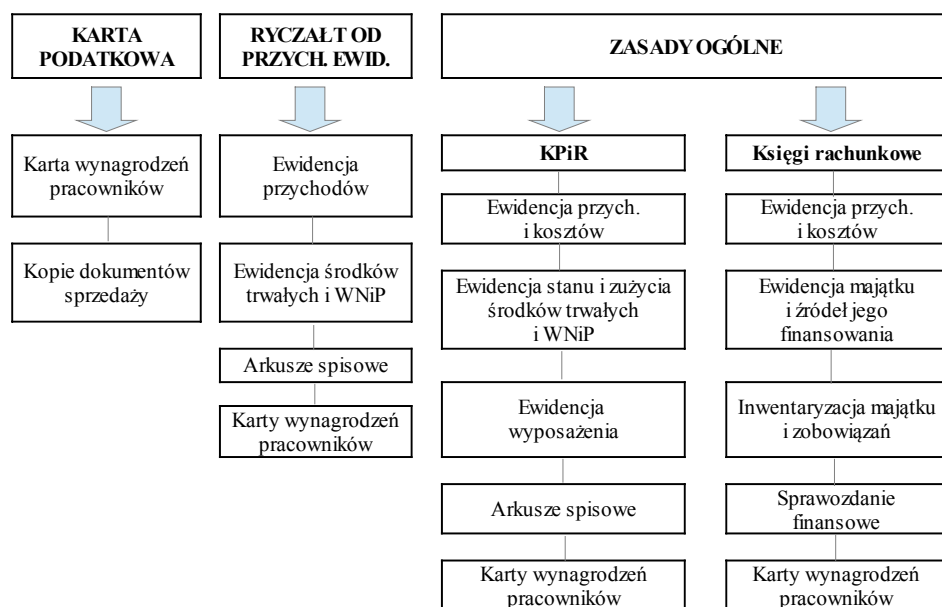 KARTA
PODATKOWA
RYCZAŁT OD
PRZYCH. EWID.
ZASADY OGÓLNE
Karta wynagrodzeń
pracowników
Kopie dokumentów
sprzedaży
Ewidencja
przychodów
Ewidencja środków
trwałych i WNiP
Arkusze spisowe
Karty wynagrodzeń
pracowników
KPiR
Ewidencja przych.
i kosztów
Ewidencja stanu i zużycia
środków trwałych
i WNiP
Ewidencja
wyposażenia
Arkusze spisowe
Karty wynagrodzeń
pracowników
Księgi rachunkowe
Ewidencja przych.
i kosztów
Ewidencja majątku
i źródeł jego
finansowania
Inwentaryzacja majątku
i zobowiązań
Sprawozdanie
finansowe
Karty wynagrodzeń
pracowników